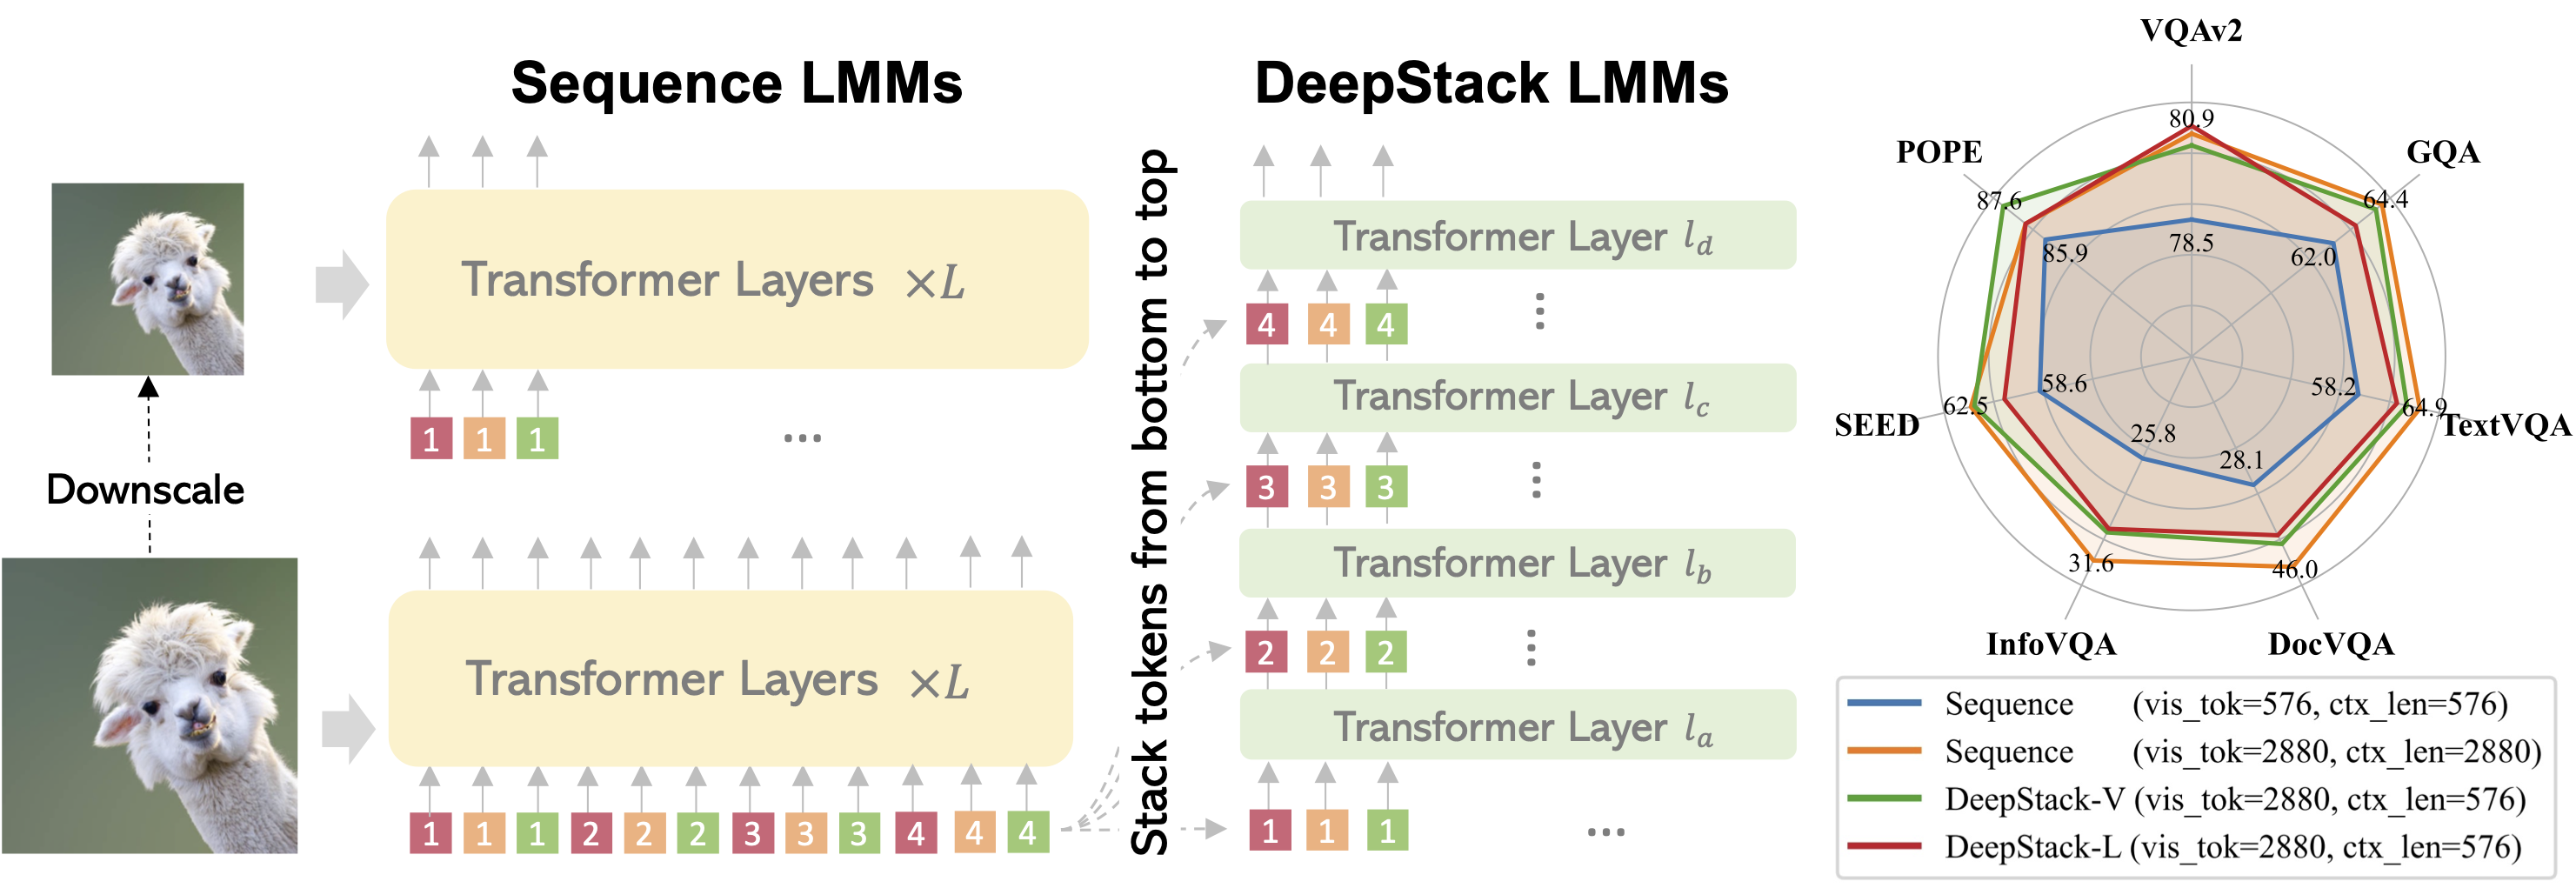 Sequence LMMs
Transformer Layers ×L
1 1 1 ...
Downscale
Transformer Layers ×L
1 1 1 2 2 2 3 3 3 4 4 4
Stack tokens from bottom to top
DeepStack LMMs
Transformer Layer l_d
4 4 4
Transformer Layer l_c
3 3 3
Transformer Layer l_b
2 2 2
Transformer Layer l_a
1 1 1 ...
VQAv2
80.9
POPE
GQA
87.6
64.4
78.5
85.9
62.0
58.6
58.2
62.5
64.9
SEED
TextVQA
25.8
28.1
31.6
46.0
InfoVQA
DocVQA
Sequence (vis_tok=576, ctx_len=576)
Sequence (vis_tok=2880, ctx_len=2880)
DeepStack-V (vis_tok=2880, ctx_len=576)
DeepStack-L (vis_tok=2880, ctx_len=576)